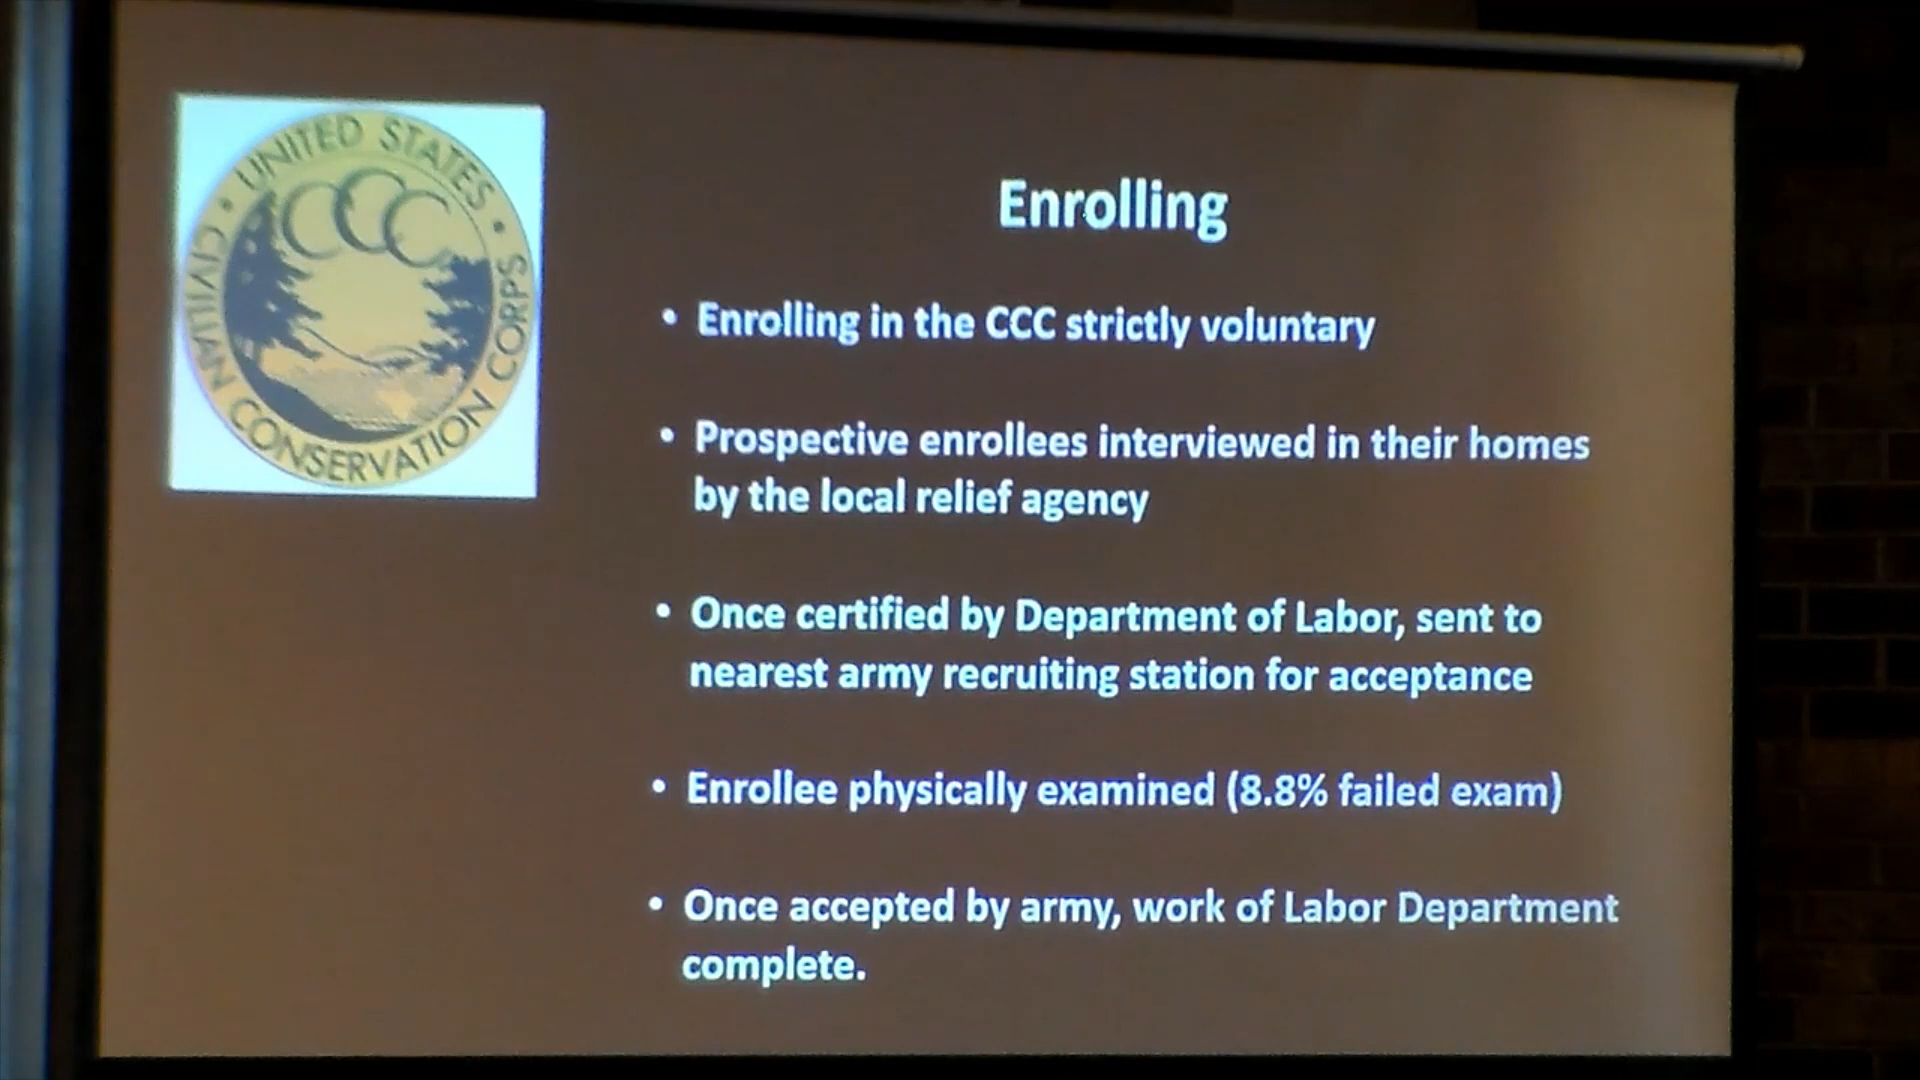 UNITED STATES
CCC
CIVILIAN CONSERVATION CORPS
Enrolling
• Enrolling in the CCC strictly voluntary
• Prospective enrollees interviewed in their homes
by the local relief agency
• Once certified by Department of Labor, sent to
nearest army recruiting station for acceptance
• Enrollee physically examined (8.8% failed exam)
• Once accepted by army, work of Labor Department
complete.